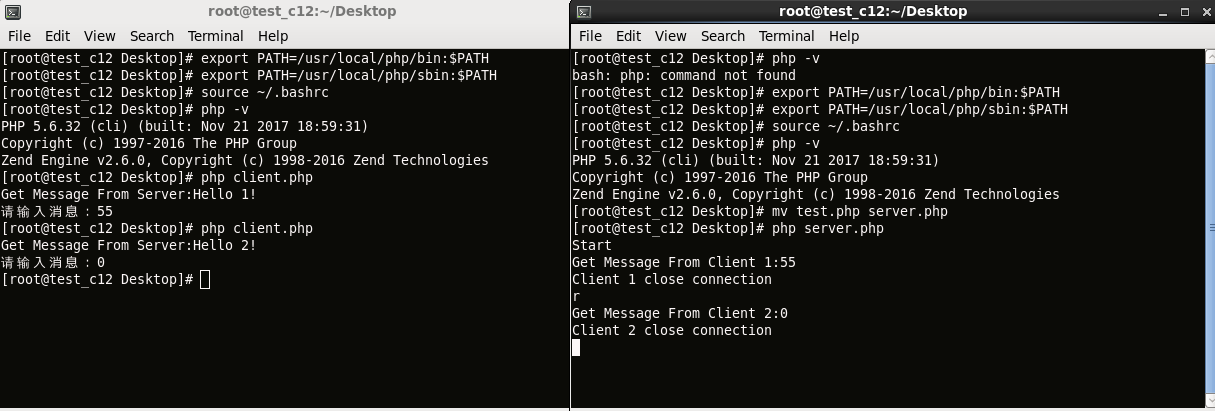 root@test_c12:~/Desktop
File Edit View Search Terminal Help
[root@test_c12 Desktop]# export PATH=/usr/local/php/bin:$PATH
[root@test_c12 Desktop]# export PATH=/usr/local/php/sbin:$PATH
[root@test_c12 Desktop]# source ~/.bashrc
[root@test_c12 Desktop]# php -v
PHP 5.6.32 (cli) (built: Nov 21 2017 18:59:31)
Copyright (c) 1997-2016 The PHP Group
Zend Engine v2.6.0, Copyright (c) 1998-2016 Zend Technologies
[root@test_c12 Desktop]# php client.php
Get Message From Server:Hello 1!
请输入消息：55
[root@test_c12 Desktop]# php client.php
Get Message From Server:Hello 2!
请输入消息：0
[root@test_c12 Desktop]#
root@test_c12:~/Desktop
File Edit View Search Terminal Help
[root@test_c12 Desktop]# php -v
bash: php: command not found
[root@test_c12 Desktop]# export PATH=/usr/local/php/bin:$PATH
[root@test_c12 Desktop]# export PATH=/usr/local/php/sbin:$PATH
[root@test_c12 Desktop]# source ~/.bashrc
[root@test_c12 Desktop]# php -v
PHP 5.6.32 (cli) (built: Nov 21 2017 18:59:31)
Copyright (c) 1997-2016 The PHP Group
Zend Engine v2.6.0, Copyright (c) 1998-2016 Zend Technologies
[root@test_c12 Desktop]# mv test.php server.php
[root@test_c12 Desktop]# php server.php
Start
Get Message From Client 1:55
Client 1 close connection
r
Get Message From Client 2:0
Client 2 close connection